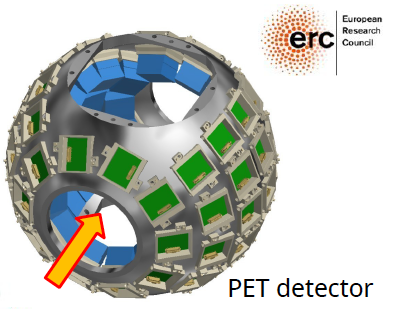 erc
European
Research
Council
PET detector